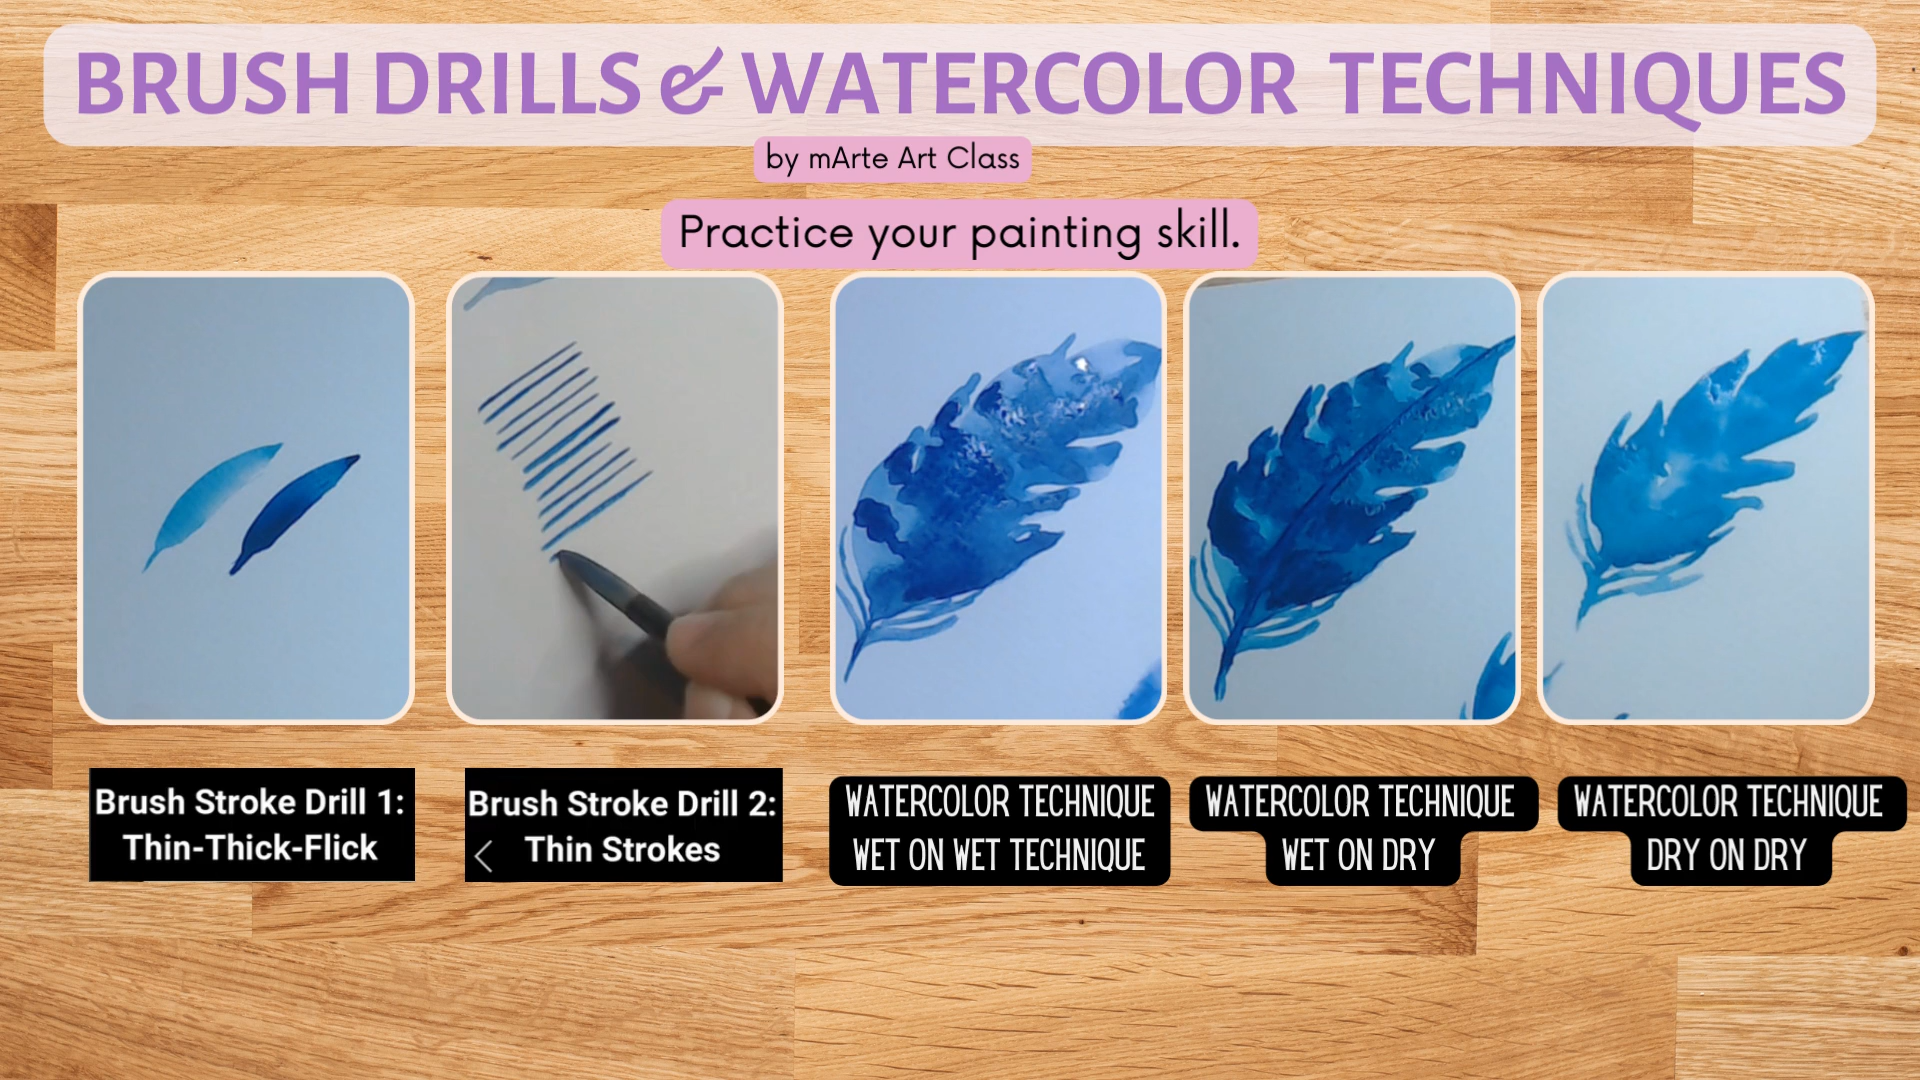 BRUSH DRILLS & WATERCOLOR TECHNIQUES
by mArte Art Class
Practice your painting skill.
Brush Stroke Drill 1:
Thin-Thick-Flick
Brush Stroke Drill 2:
Thin Strokes
WATERCOLOR TECHNIQUE
WET ON WET TECHNIQUE
WATERCOLOR TECHNIQUE
WET ON DRY
WATERCOLOR TECHNIQUE
DRY ON DRY